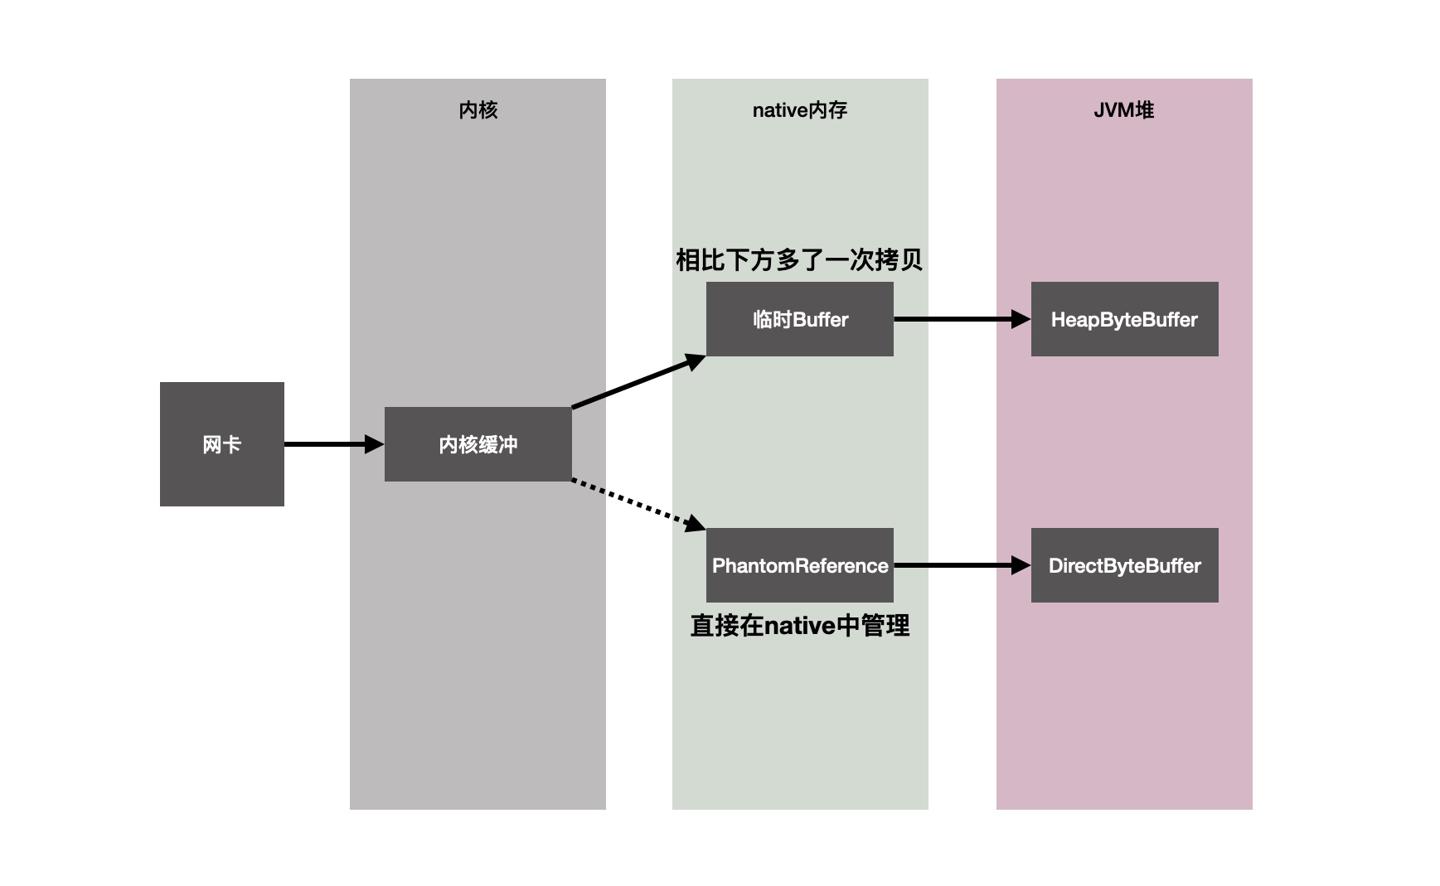 内核
native内存
JVM堆
相比下方多了一次拷贝
临时Buffer
HeapByteBuffer
网卡
内核缓冲
PhantomReference
DirectByteBuffer
直接在native中管理